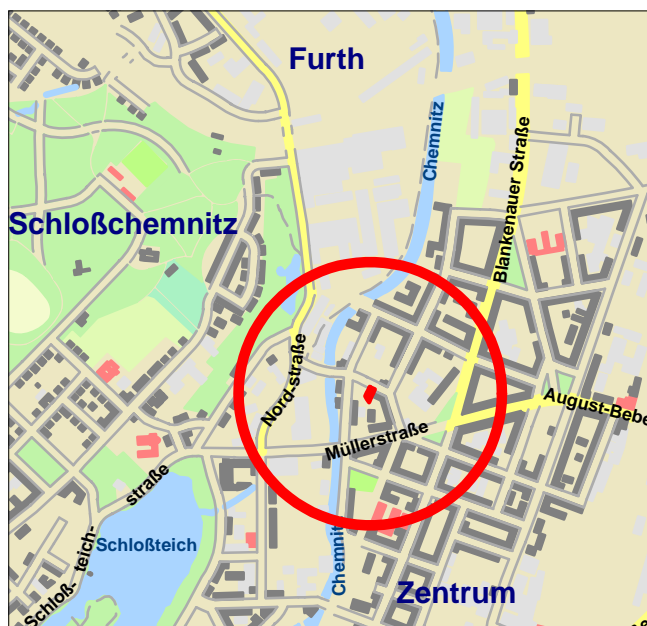 Furth
Chemnitz
Blankenauer Straße
Schloßchemnitz
Nord-straße
August-Bebe
Müllerstraße
straße
Schloß- teich-
Schloßteich
Chemnitz
Zentrum